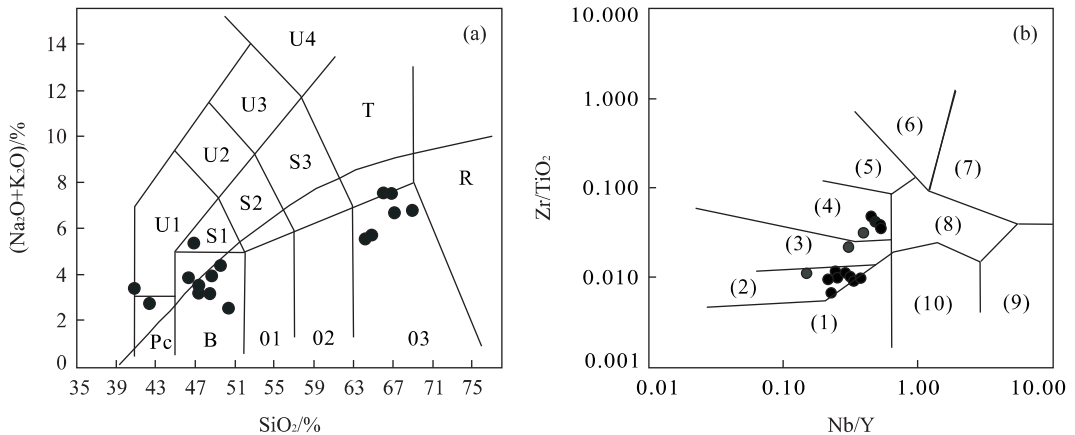 (a)
U4
14
12
U3
T
10
U2
S3
8
R
S2
6
U1
S1
4
2
Pc
B
01
02
03
0
35
39
43
47
51
55
59
63
67
71
75
SiO₂/%
(Na₂O+K₂O)/%
(b)
10.000
1.000
(6)
(7)
(5)
0.100
(4)
(8)
(3)
0.010
(2)
(1)
(10)
(9)
0.001
0.01
0.10
1.00
10.00
Nb/Y
Zr/TiO₂